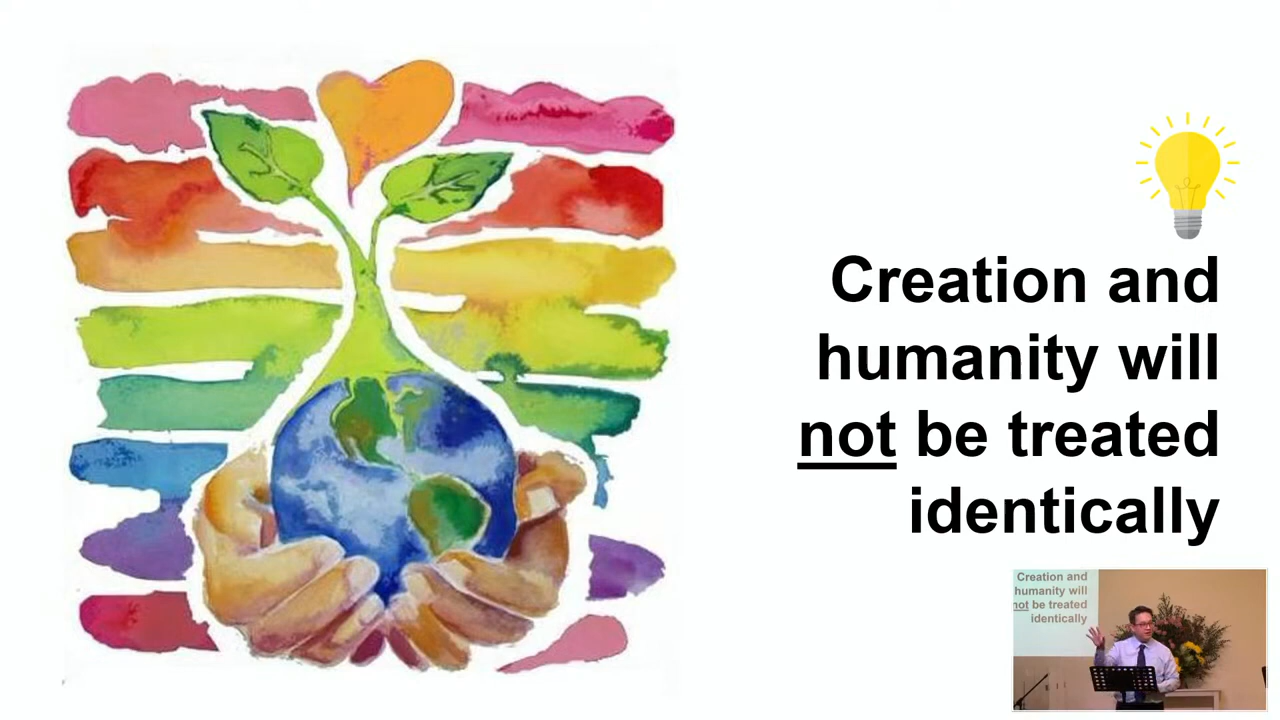 Creation and
humanity will
not be treated
identically
Creation and
humanity will
not be treated
identically